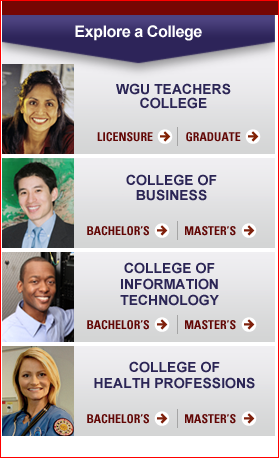 Explore a College
WGU TEACHERS
COLLEGE
LICENSURE GRADUATE
COLLEGE OF
BUSINESS
BACHELOR'S MASTER'S
COLLEGE OF
INFORMATION
TECHNOLOGY
BACHELOR'S MASTER'S
COLLEGE OF
HEALTH PROFESSIONS
BACHELOR'S MASTER'S